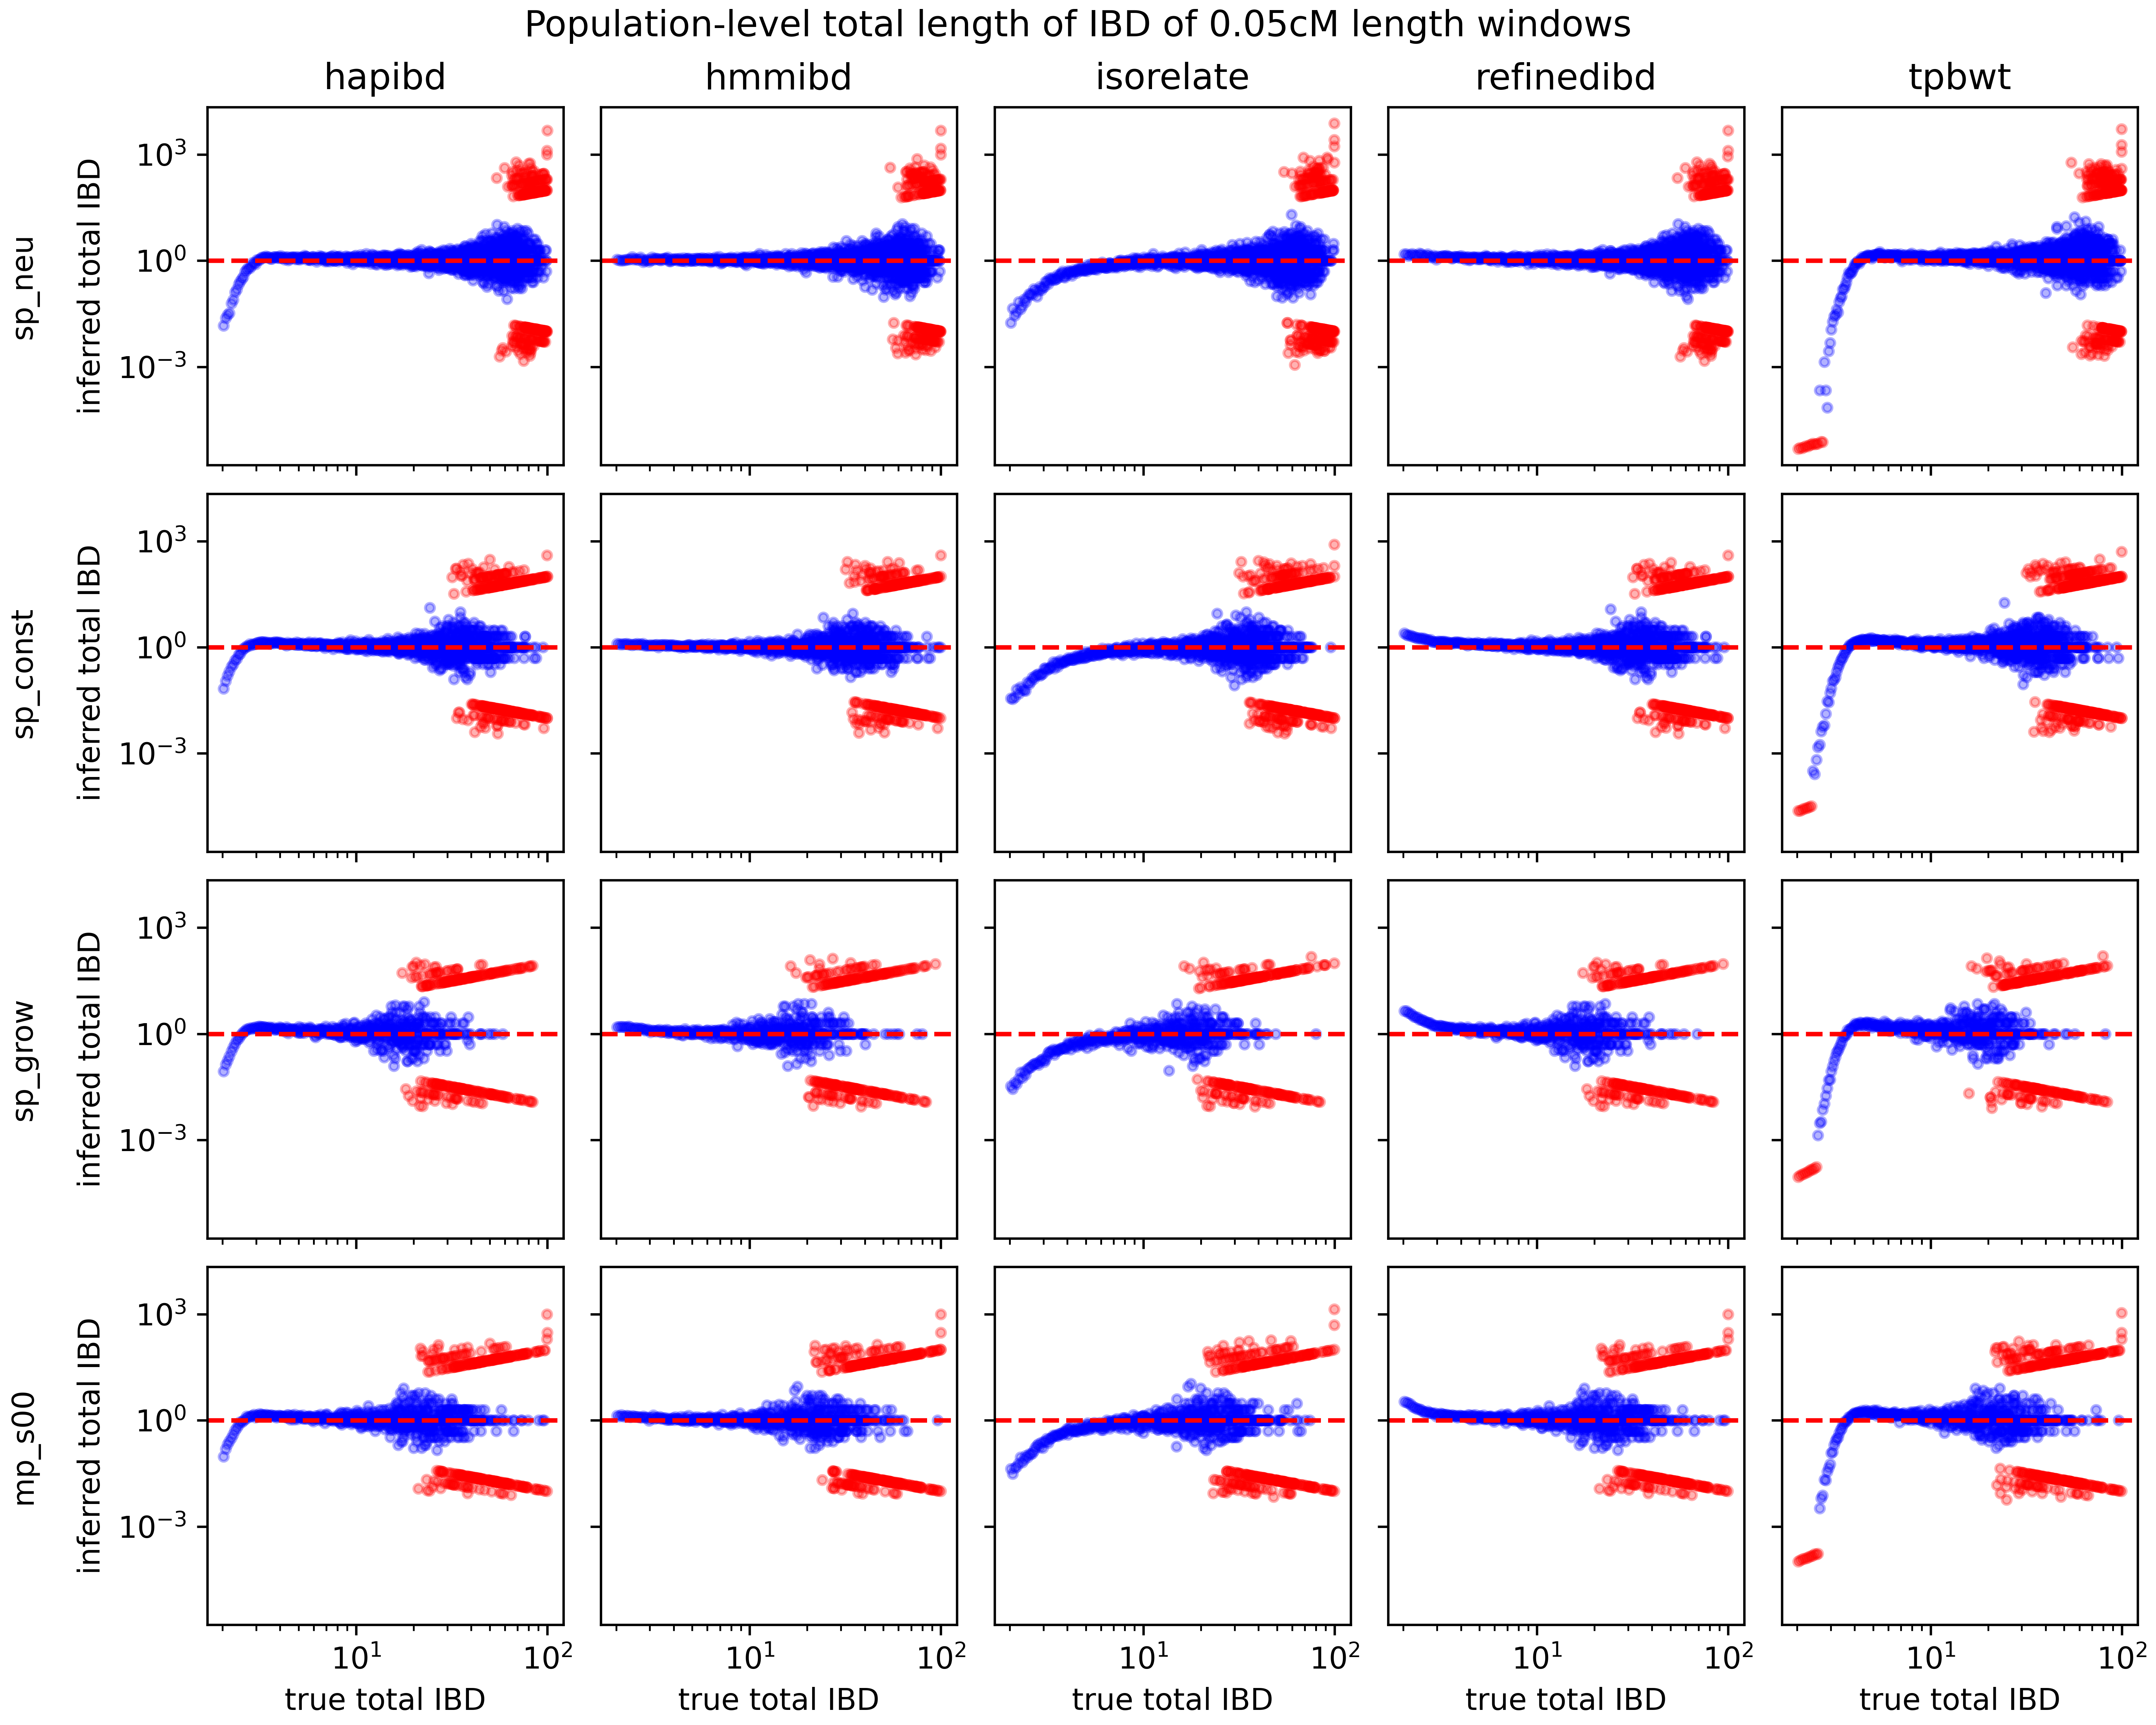 Population-level total length of IBD of 0.05cM length windows
hapibd hmmibd isorelate refinedibd tpbwt
sp_neu
inferred total IBD
10³
10⁰
10⁻³
sp_const
inferred total IBD
10³
10⁰
10⁻³
sp_grow
inferred total IBD
10³
10⁰
10⁻³
mp_s00
inferred total IBD
10³
10⁰
10⁻³
10¹ 10² 10¹ 10² 10¹ 10² 10¹ 10² 10¹ 10²
true total IBD true total IBD true total IBD true total IBD true total IBD